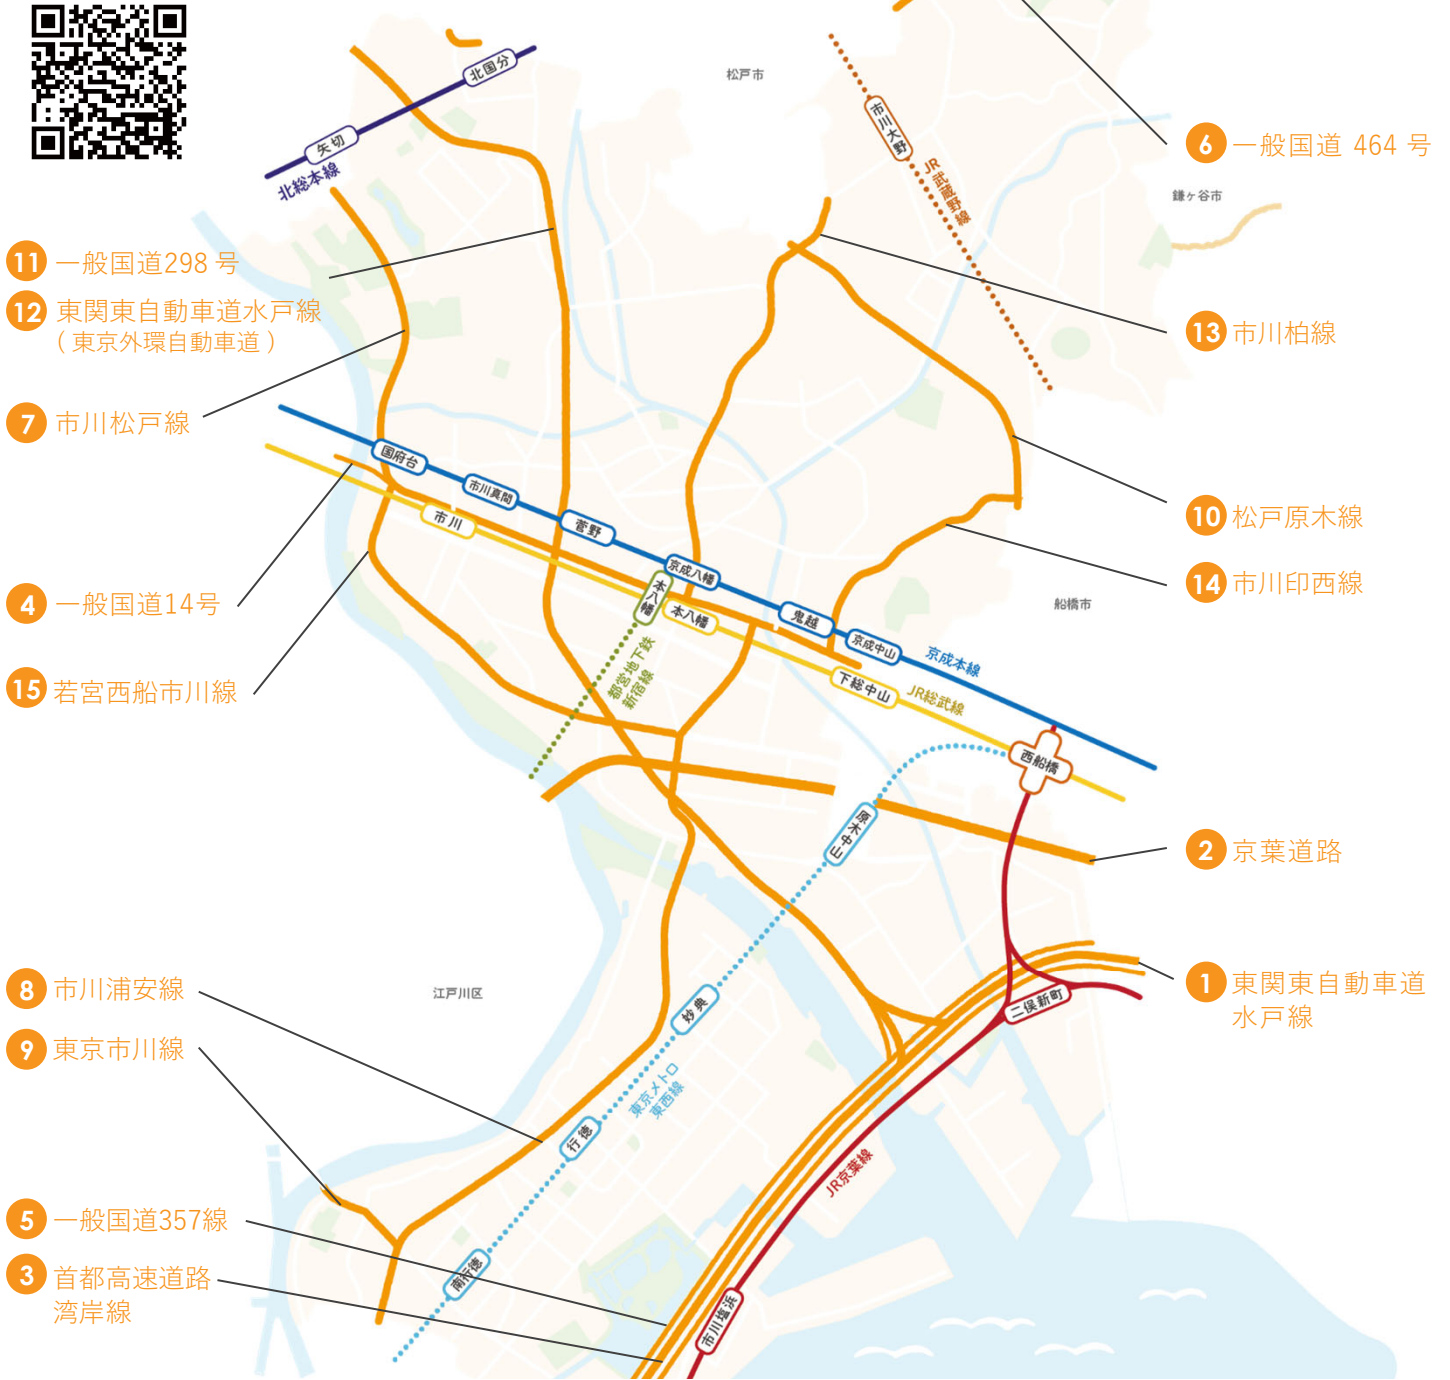 北国分
矢切
北総本線
松戸市
市川大野
JR武蔵野線
6 一般国道 464 号
鎌ヶ谷市
11 一般国道298 号
12 東関東自動車道水戸線
( 東京外環自動車道 )
13 市川柏線
7 市川松戸線
国府台
市川真間
市川
菅野
京成八幡
本八幡
本八幡
鬼越
京成中山
京成本線
下総中山
JR総武線
都営地下鉄
新宿線
10 松戸原木線
14 市川印西線
船橋市
4 一般国道14号
15 若宮西船市川線
西船橋
原木中山
2 京葉道路
8 市川浦安線
江戸川区
妙典
二俣新町
1 東関東自動車道
水戸線
9 東京市川線
東京メトロ
東西線
行徳
JR京葉線
5 一般国道357線
南行徳
3 首都高速道路
湾岸線
市川塩浜